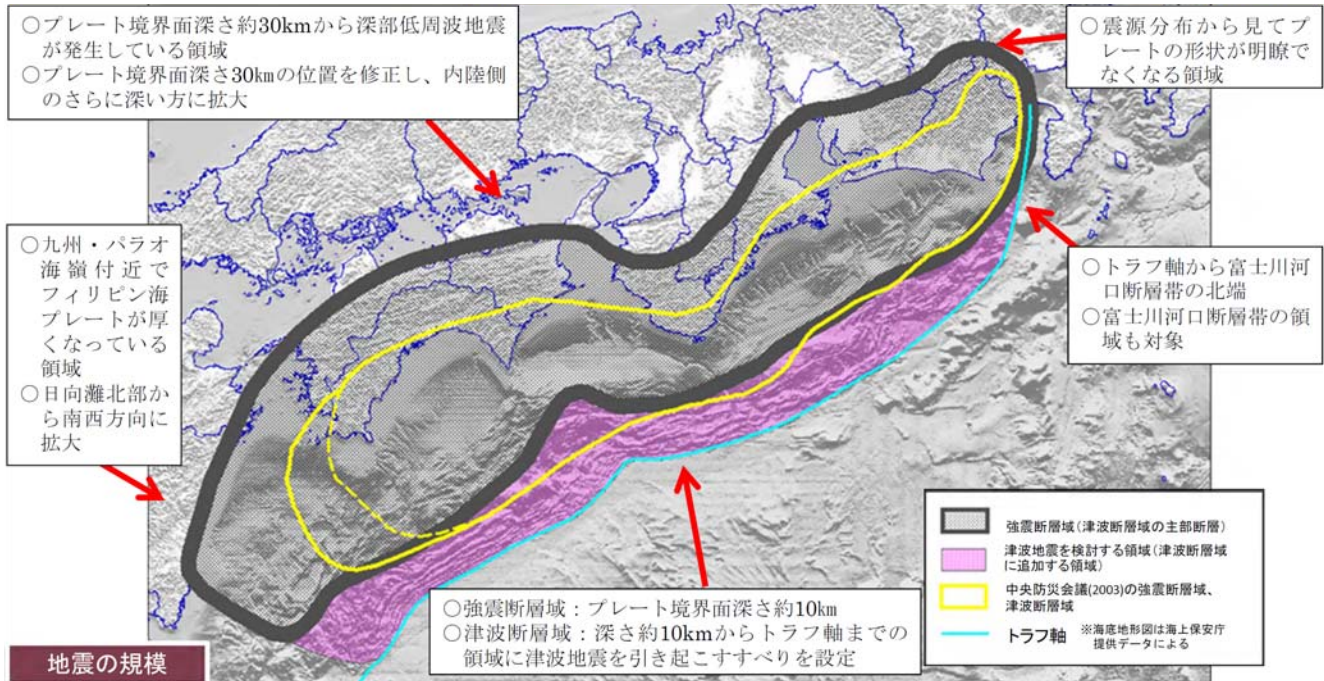 ○プレート境界面深さ約30kmから深部低周波地震
が発生している領域
○プレート境界面深さ30kmの位置を修正し、内陸側
のさらに深い方に拡大
○震源分布から見てプ
レートの形状が明瞭で
なくなる領域
○九州・パラオ
海嶺付近で
フィリピン海
プレートが厚
くなっている
領域
○日向灘北部か
ら南西方向に
拡大
○トラフ軸から富士川河
口断層帯の北端
○富士川河口断層帯の領
域も対象
○強震断層域：プレート境界面深さ約10km
○津波断層域：深さ約10kmからトラフ軸までの
領域に津波地震を引き起こすすべりを設定
強震断層域(津波断層域の主部断層)
津波地震を検討する領域(津波断層域
に追加する領域)
中央防災会議(2003)の強震断層域、
津波断層域
トラフ軸 ※海底地形図は海上保安庁
提供データによる
地震の規模